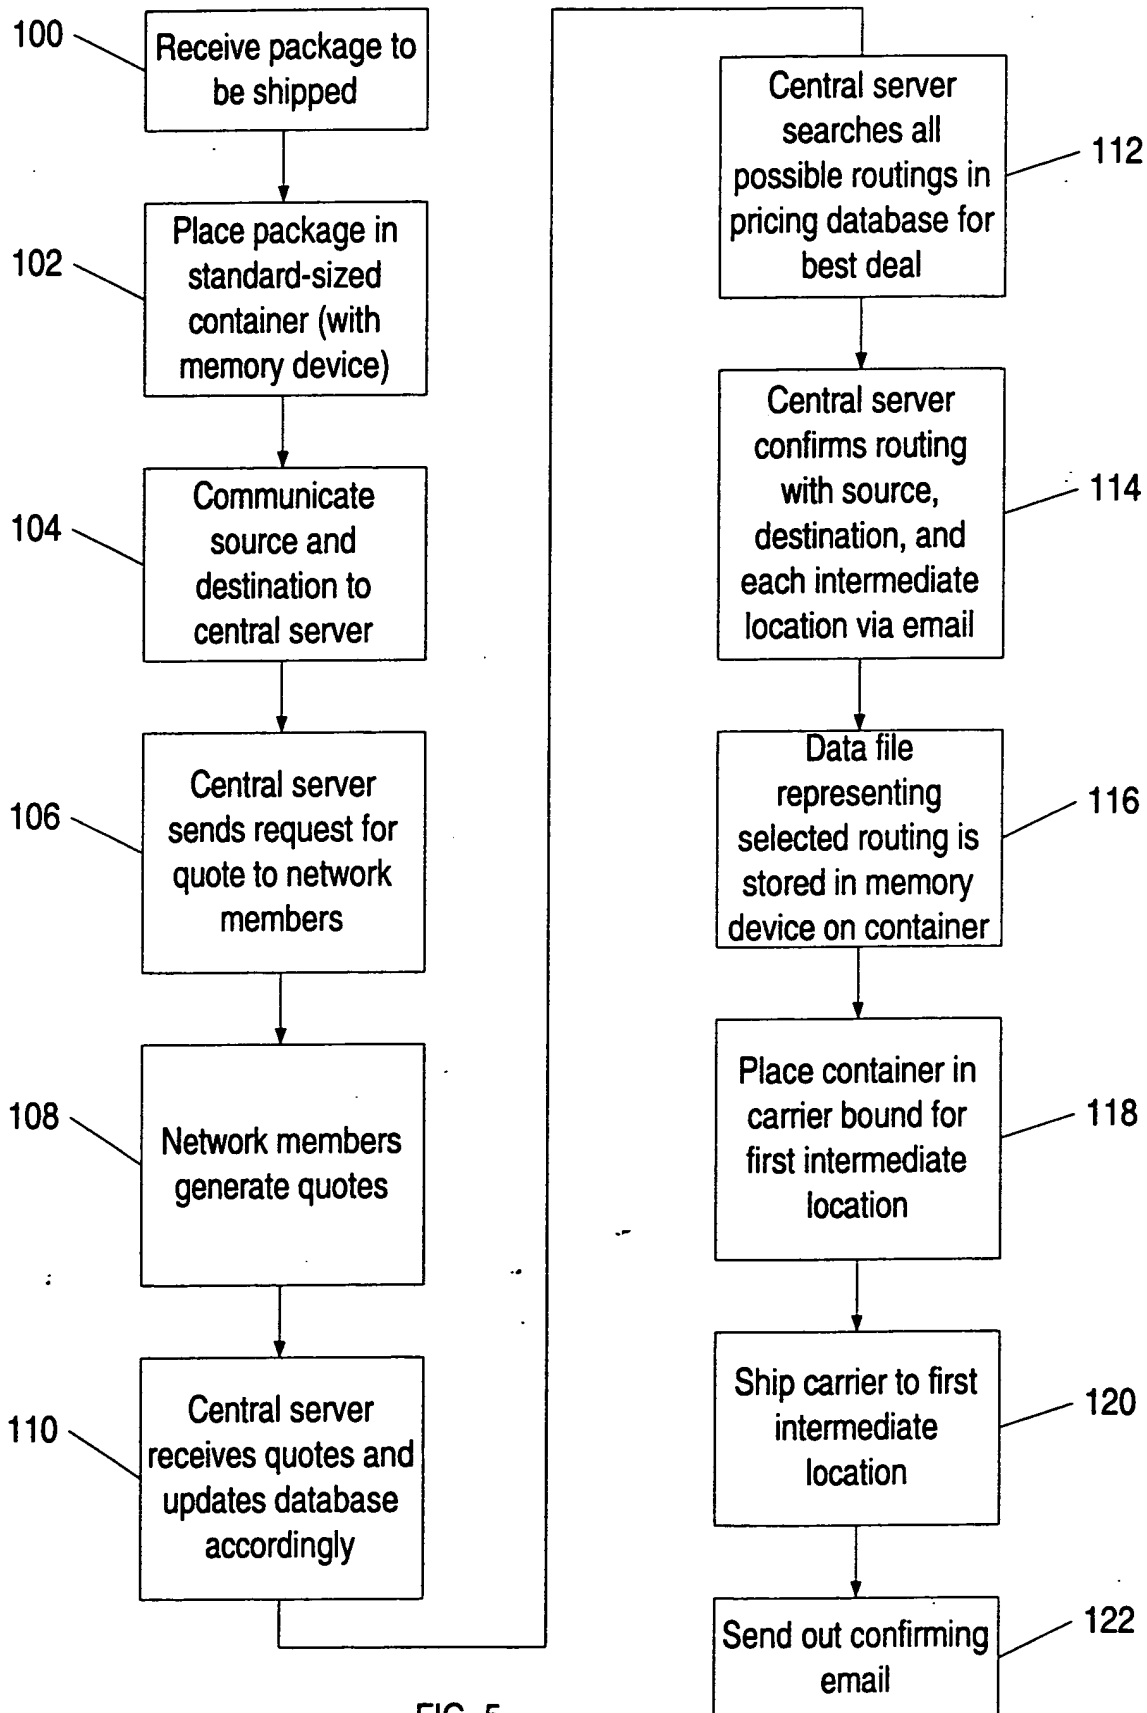 100
Receive package to
be shipped
102
Place package in
standard-sized
container (with
memory device)
104
Communicate
source and
destination to
central server
106
Central server
sends request for
quote to network
members
108
Network members
generate quotes
110
Central server
receives quotes and
updates database
accordingly
112
Central server
searches all
possible routings in
pricing database for
best deal
114
Central server
confirms routing
with source,
destination, and
each intermediate
location via email
116
Data file
representing
selected routing is
stored in memory
device on container
118
Place container in
carrier bound for
first intermediate
location
120
Ship carrier to first
intermediate
location
122
Send out confirming
email
FIG. 5